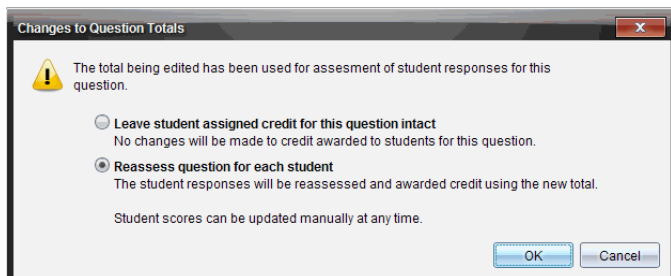 Changes to Question Totals
The total being edited has been used for assesment of student responses for this
question.
Leave student assigned credit for this question intact
No changes will be made to credit awarded to students for this question.
Reassess question for each student
The student responses will be reassessed and awarded credit using the new total.
Student scores can be updated manually at any time.
OK Cancel